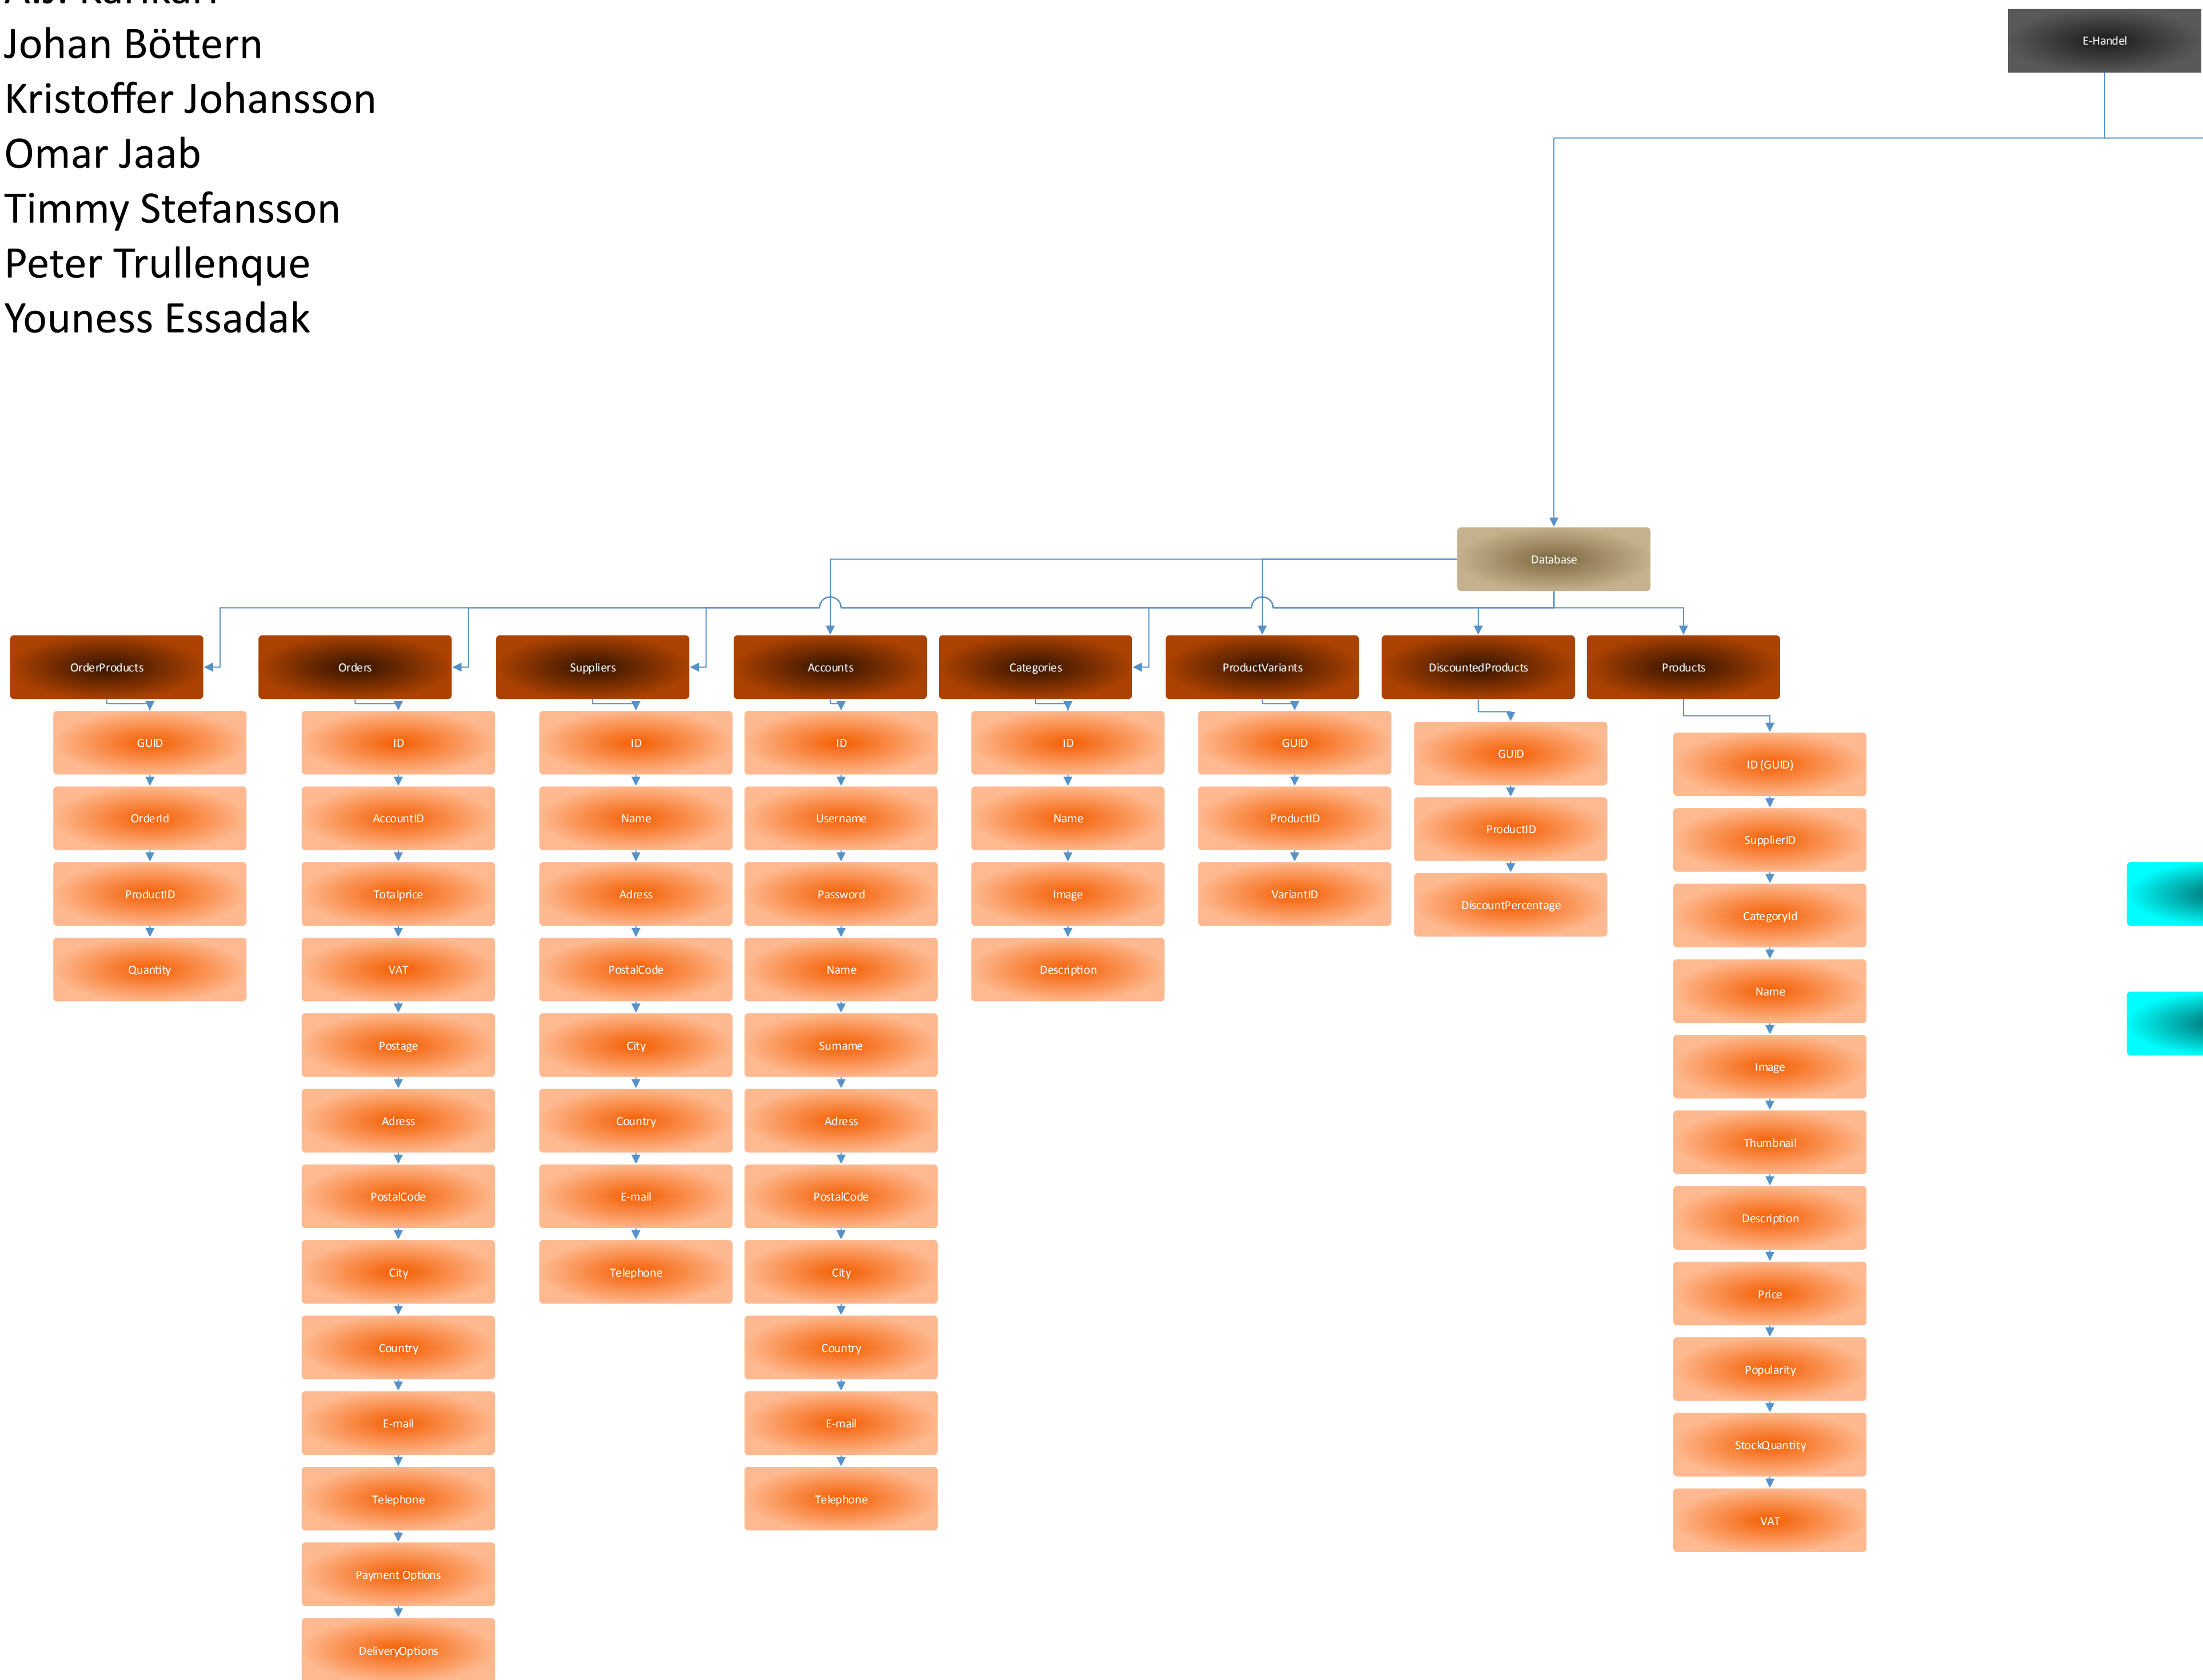 Johan Böttern
Kristoffer Johansson
Omar Jaab
Timmy Stefansson
Peter Trullenque
Youness Essadak
E-Handel
Database
OrderProducts
Orders
Suppliers
Accounts
Categories
ProductVariants
DiscountedProducts
Products
GUID
OrderId
ProductID
Quantity
ID
AccountID
Totalprice
VAT
Postage
Adress
PostalCode
City
Country
E-mail
Telephone
Payment Options
DeliveryOptions
ID
Name
Adress
PostalCode
City
Country
E-mail
Telephone
ID
Username
Password
Name
Surname
Adress
PostalCode
City
Country
E-mail
Telephone
ID
Name
Image
Description
GUID
ProductID
VariantID
GUID
ProductID
DiscountPercentage
ID (GUID)
SupplierID
CategoryId
Name
Image
Thumbnail
Description
Price
Popularity
StockQuantity
VAT